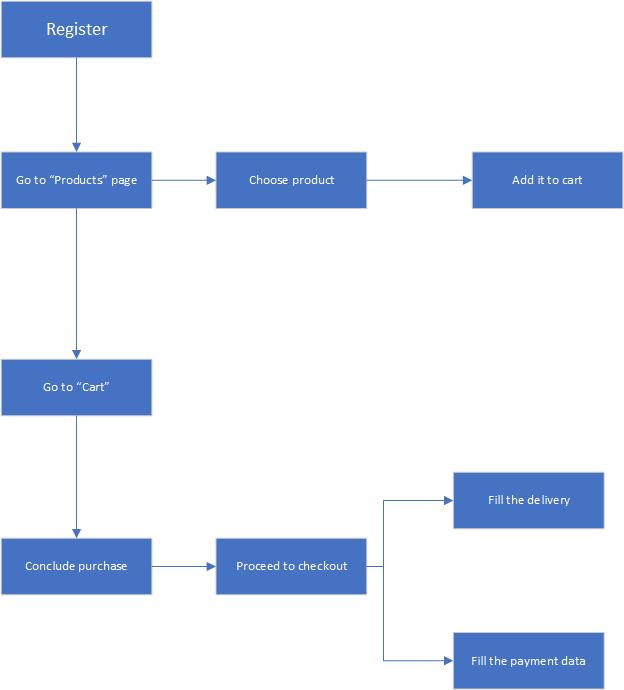 Register
Go to “Products” page
Choose product
Add it to cart
Go to “Cart”
Fill the delivery
Conclude purchase
Proceed to checkout
Fill the payment data